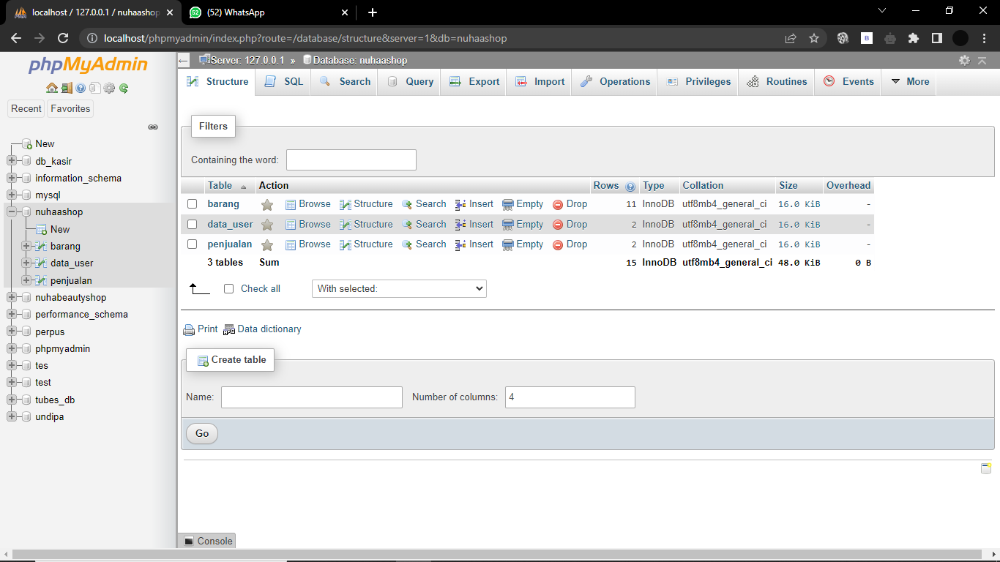 localhost / 127.0.0.1 / nuhaashop
(52) WhatsApp
localhost/phpmyadmin/index.php?route=/database/structure&server=1&db=nuhaashop
phpMyAdmin
Recent Favorites
New
db_kasir
information_schema
mysql
nuhaashop
New
barang
data_user
penjualan
nuhabeautyshop
performance_schema
perpus
phpmyadmin
tes
test
tubes_db
undipa
Server: 127.0.0.1 » Database: nuhaashop
Structure SQL Search Query Export Import Operations Privileges Routines Events More
Filters
Containing the word:
Table Action Rows Type Collation Size Overhead
barang Browse Structure Search Insert Empty Drop 11 InnoDB utf8mb4_general_ci 16.0 KiB -
data_user Browse Structure Search Insert Empty Drop 2 InnoDB utf8mb4_general_ci 16.0 KiB -
penjualan Browse Structure Search Insert Empty Drop 2 InnoDB utf8mb4_general_ci 16.0 KiB -
3 tables Sum 15 InnoDB utf8mb4_general_ci 48.0 KiB 0 B
Check all With selected:
Print Data dictionary
Create table
Name: Number of columns: 4
Go
Console